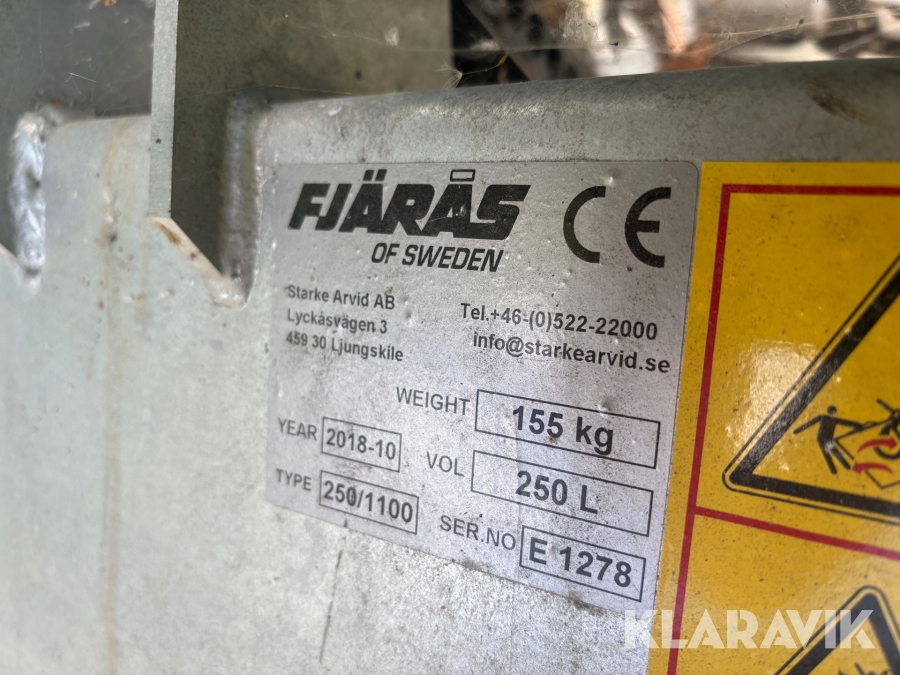 FJÄRÅS
OF SWEDEN
CE
Starke Arvid AB
Lyckåsvägen 3
459 30 Ljungskile
Tel.+46-(0)522-22000
info@starkearvid.se
WEIGHT 155 kg
YEAR 2018-10
VOL 250 L
TYPE 250/1100
SER.NO E 1278
KLARAVIK